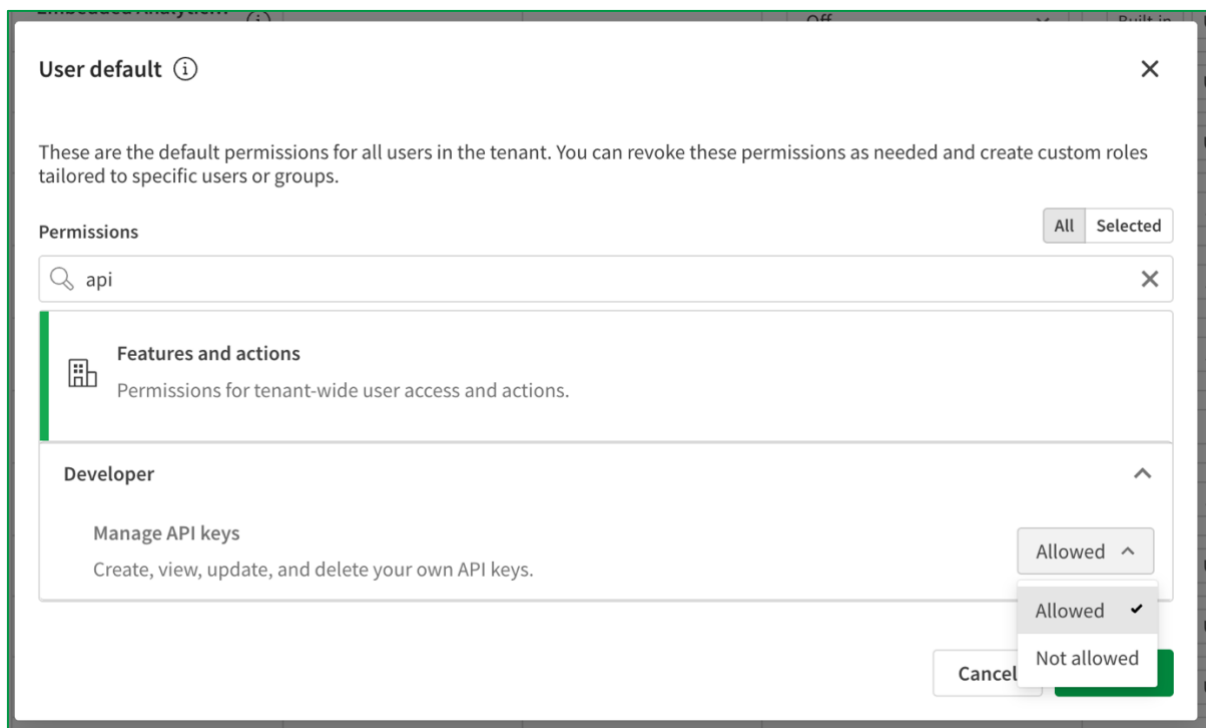 Off
Built in
User default
These are the default permissions for all users in the tenant. You can revoke these permissions as needed and create custom roles
tailored to specific users or groups.
Permissions
All
Selected
api
Features and actions
Permissions for tenant-wide user access and actions.
Developer
Manage API keys
Create, view, update, and delete your own API keys.
Allowed
Allowed
Not allowed
Cancel